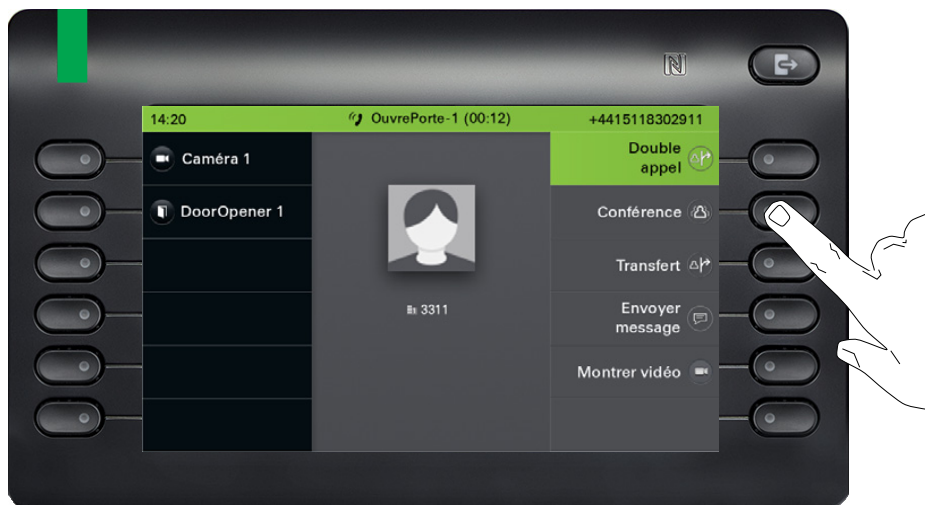 14:20
OuvrePorte-1 (00:12)
+4415118302911
Caméra 1
DoorOpener 1
3311
Double
appel
Conférence
Transfert
Envoyer
message
Montrer vidéo